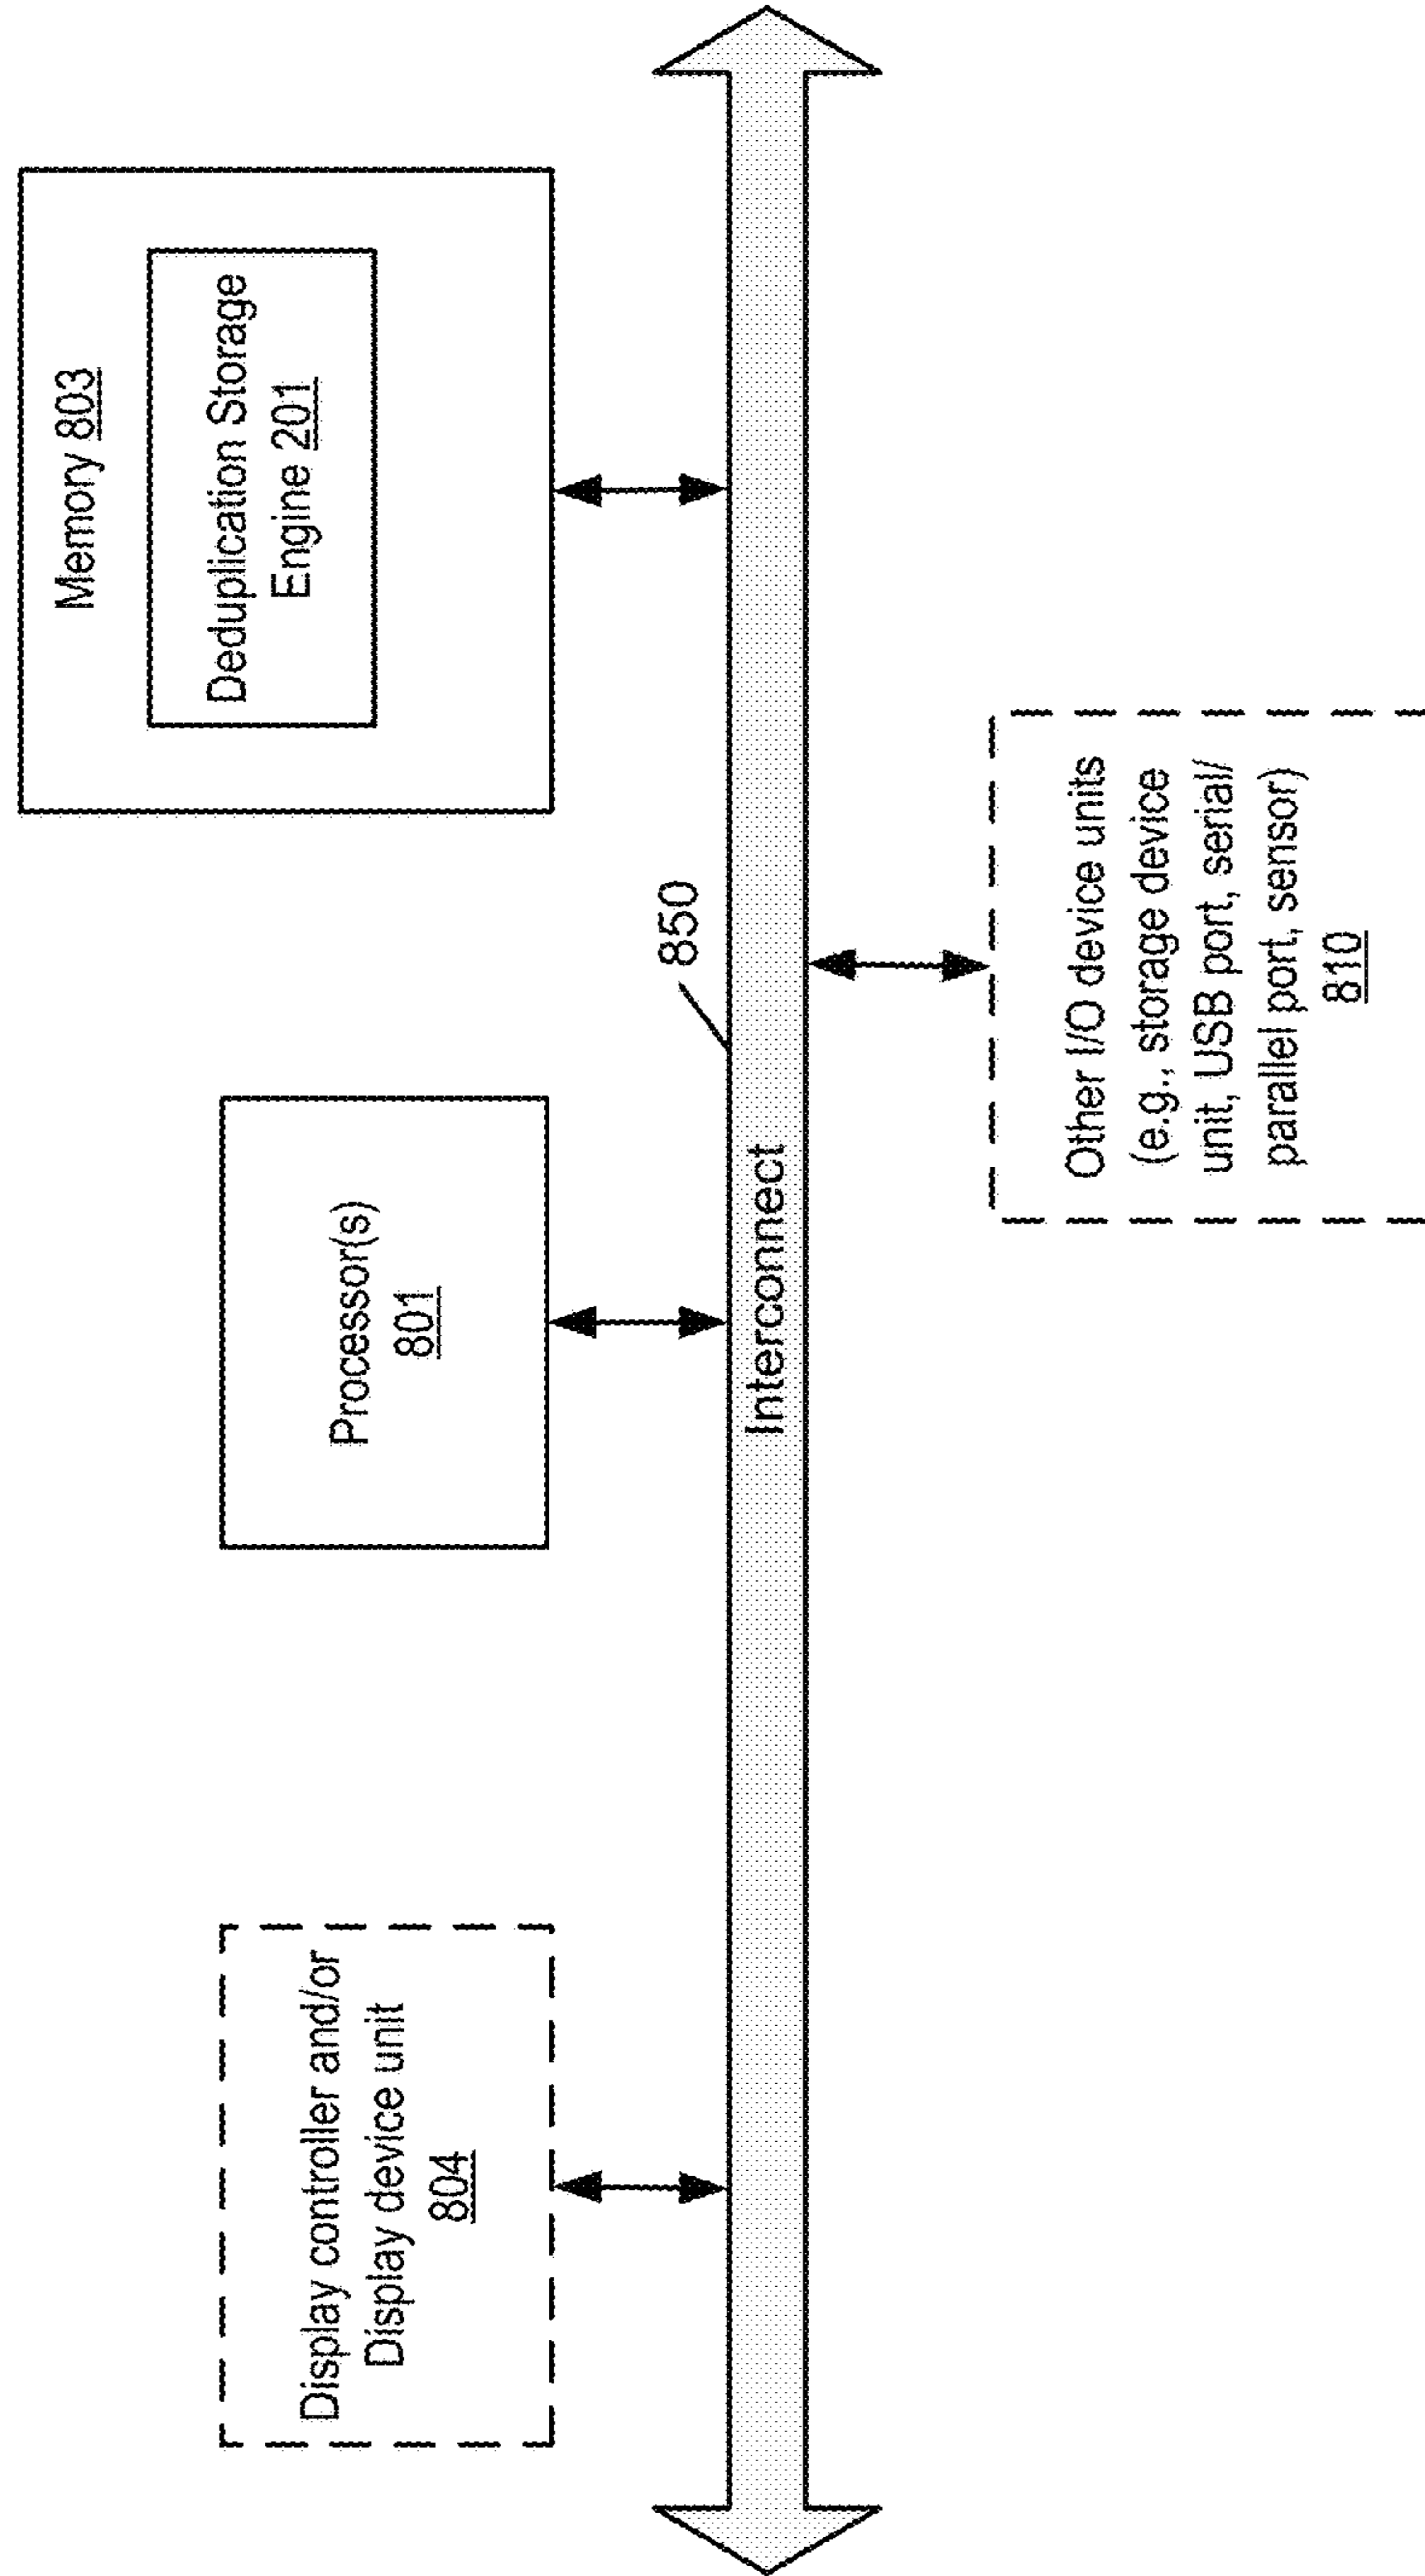 Display controller and/or
Display device unit
804
Processor(s)
801
Memory 803
Deduplication Storage
Engine 201
850
Interconnect
Other I/O device units
(e.g., storage device
unit, USB port, serial/
parallel port, sensor)
810